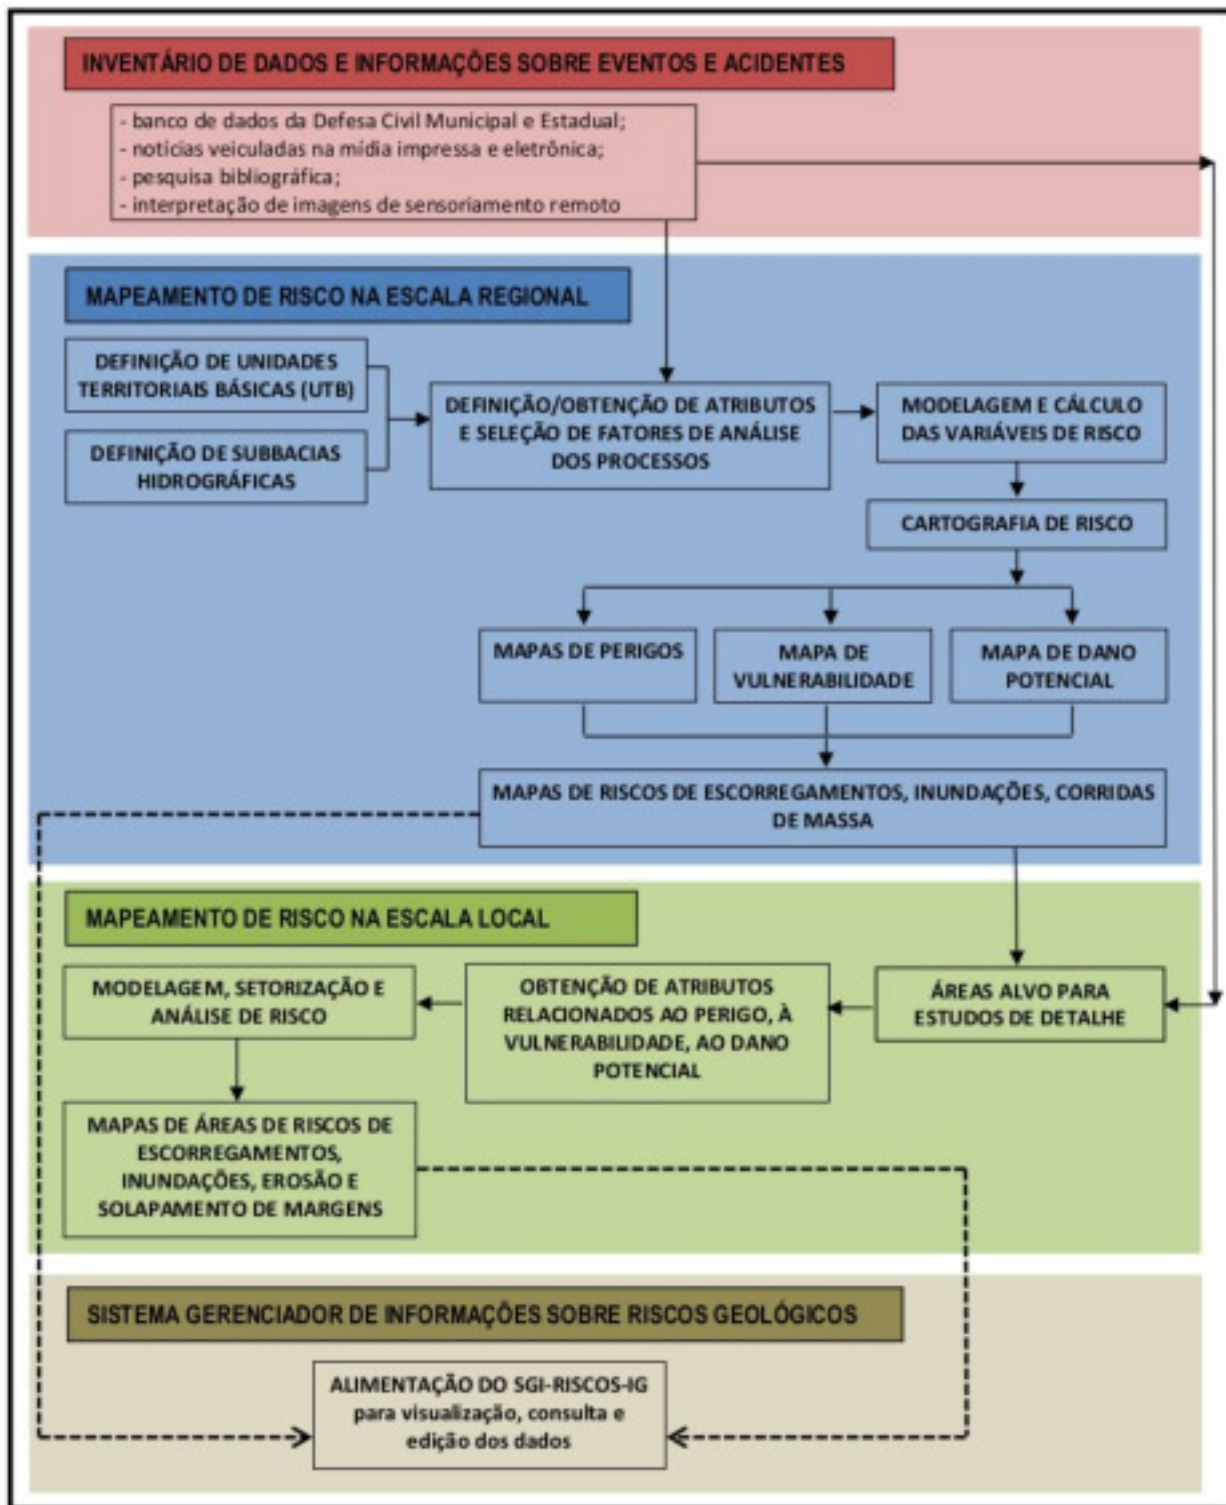 INVENTÁRIO DE DADOS E INFORMAÇÕES SOBRE EVENTOS E ACIDENTES
- banco de dados da Defesa Civil Municipal e Estadual;
- notícias veiculadas na mídia impressa e eletrônica;
- pesquisa bibliográfica;
- interpretação de imagens de sensoriamento remoto
MAPEAMENTO DE RISCO NA ESCALA REGIONAL
DEFINIÇÃO DE UNIDADES
TERRITORIAIS BÁSICAS (UTB)
DEFINIÇÃO DE SUBBACIAS
HIDROGRÁFICAS
DEFINIÇÃO/OBTENÇÃO DE ATRIBUTOS
E SELEÇÃO DE FATORES DE ANÁLISE
DOS PROCESSOS
MODELAGEM E CÁLCULO
DAS VARIÁVEIS DE RISCO
CARTOGRAFIA DE RISCO
MAPAS DE PERIGOS
MAPA DE
VULNERABILIDADE
MAPA DE DANO
POTENCIAL
MAPAS DE RISCOS DE ESCORREGAMENTOS, INUNDAÇÕES, CORRIDAS
DE MASSA
MAPEAMENTO DE RISCO NA ESCALA LOCAL
MODELAGEM, SETORIZAÇÃO E
ANÁLISE DE RISCO
OBTENÇÃO DE ATRIBUTOS
RELACIONADOS AO PERIGO, À
VULNERABILIDADE, AO DANO
POTENCIAL
ÁREAS ALVO PARA
ESTUDOS DE DETALHE
MAPAS DE ÁREAS DE RISCOS DE
ESCORREGAMENTOS,
INUNDAÇÕES, EROSÃO E
SOLAPAMENTO DE MARGENS
SISTEMA GERENCIADOR DE INFORMAÇÕES SOBRE RISCOS GEOLÓGICOS
ALIMENTAÇÃO DO SGI-RISCOS-IG
para visualização, consulta e
edição dos dados